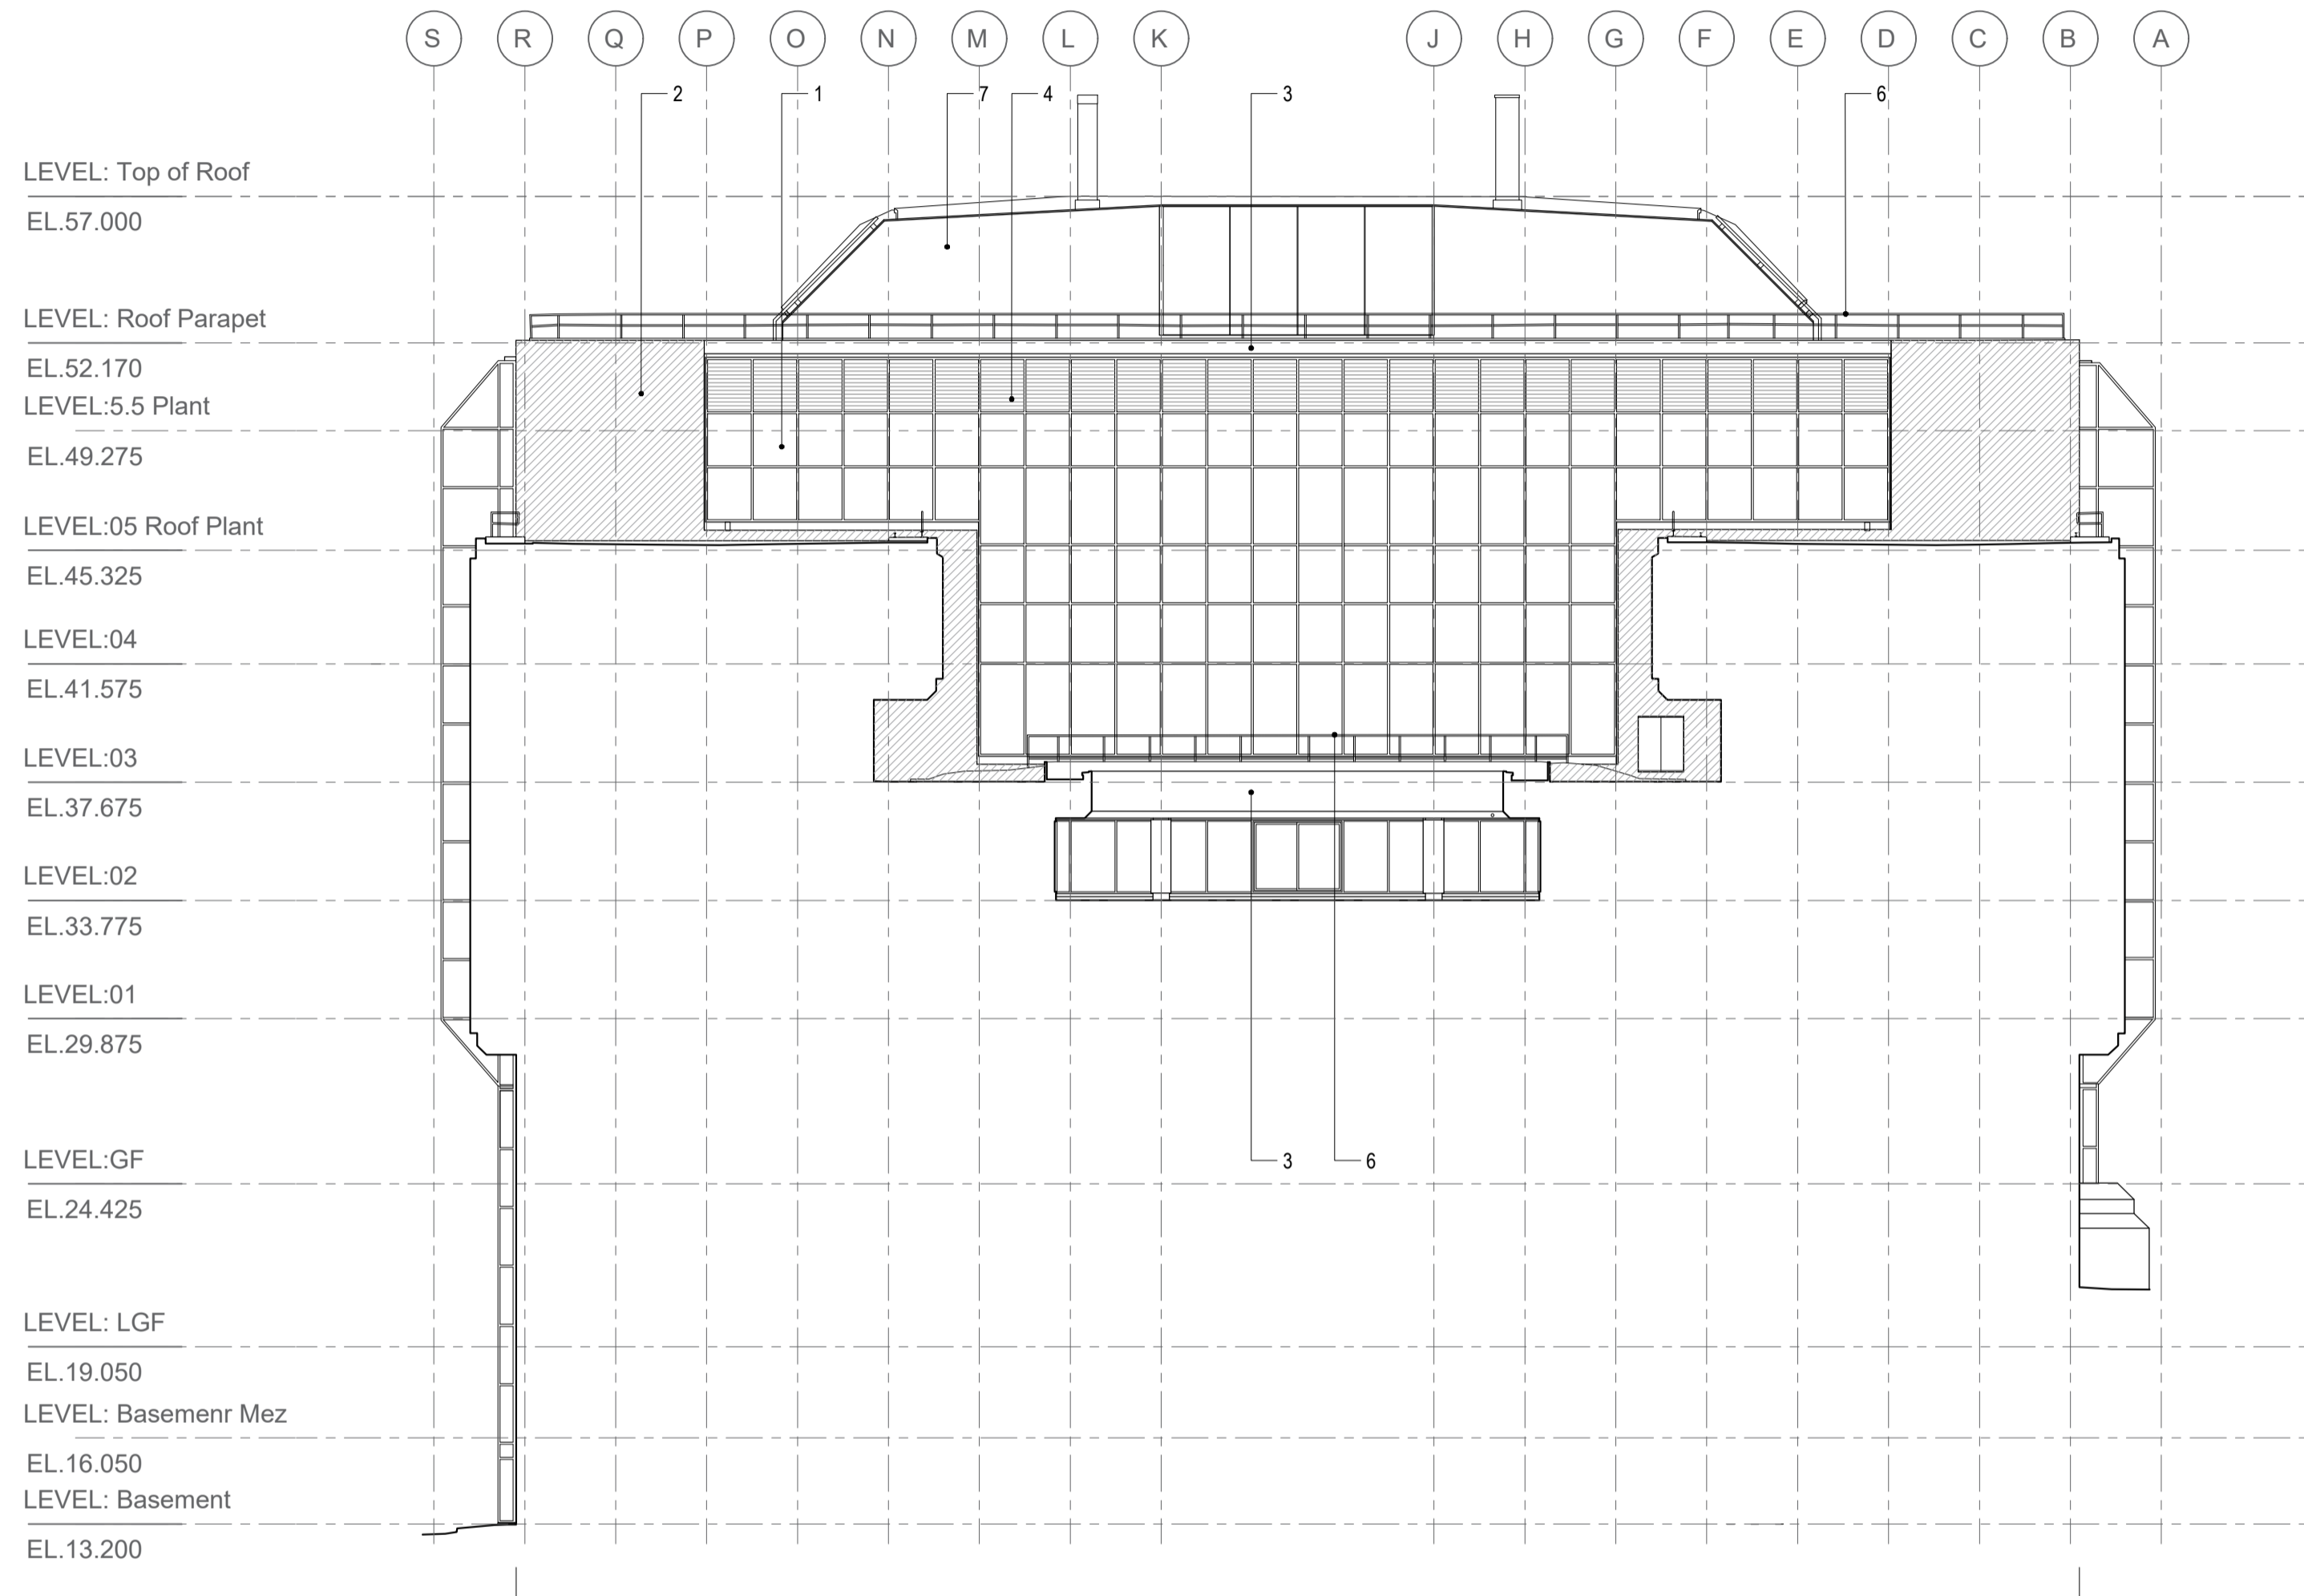 S R Q P O N M L K J H G F E D C B A
2 1 7 4 3 6
LEVEL: Top of Roof
EL.57.000
LEVEL: Roof Parapet
EL.52.170
LEVEL:5.5 Plant
EL.49.275
LEVEL:05 Roof Plant
EL.45.325
LEVEL:04
EL.41.575
LEVEL:03
EL.37.675
LEVEL:02
EL.33.775
LEVEL:01
EL.29.875
3 6
LEVEL:GF
EL.24.425
LEVEL: LGF
EL.19.050
LEVEL: Basemenr Mez
EL.16.050
LEVEL: Basement
EL.13.200